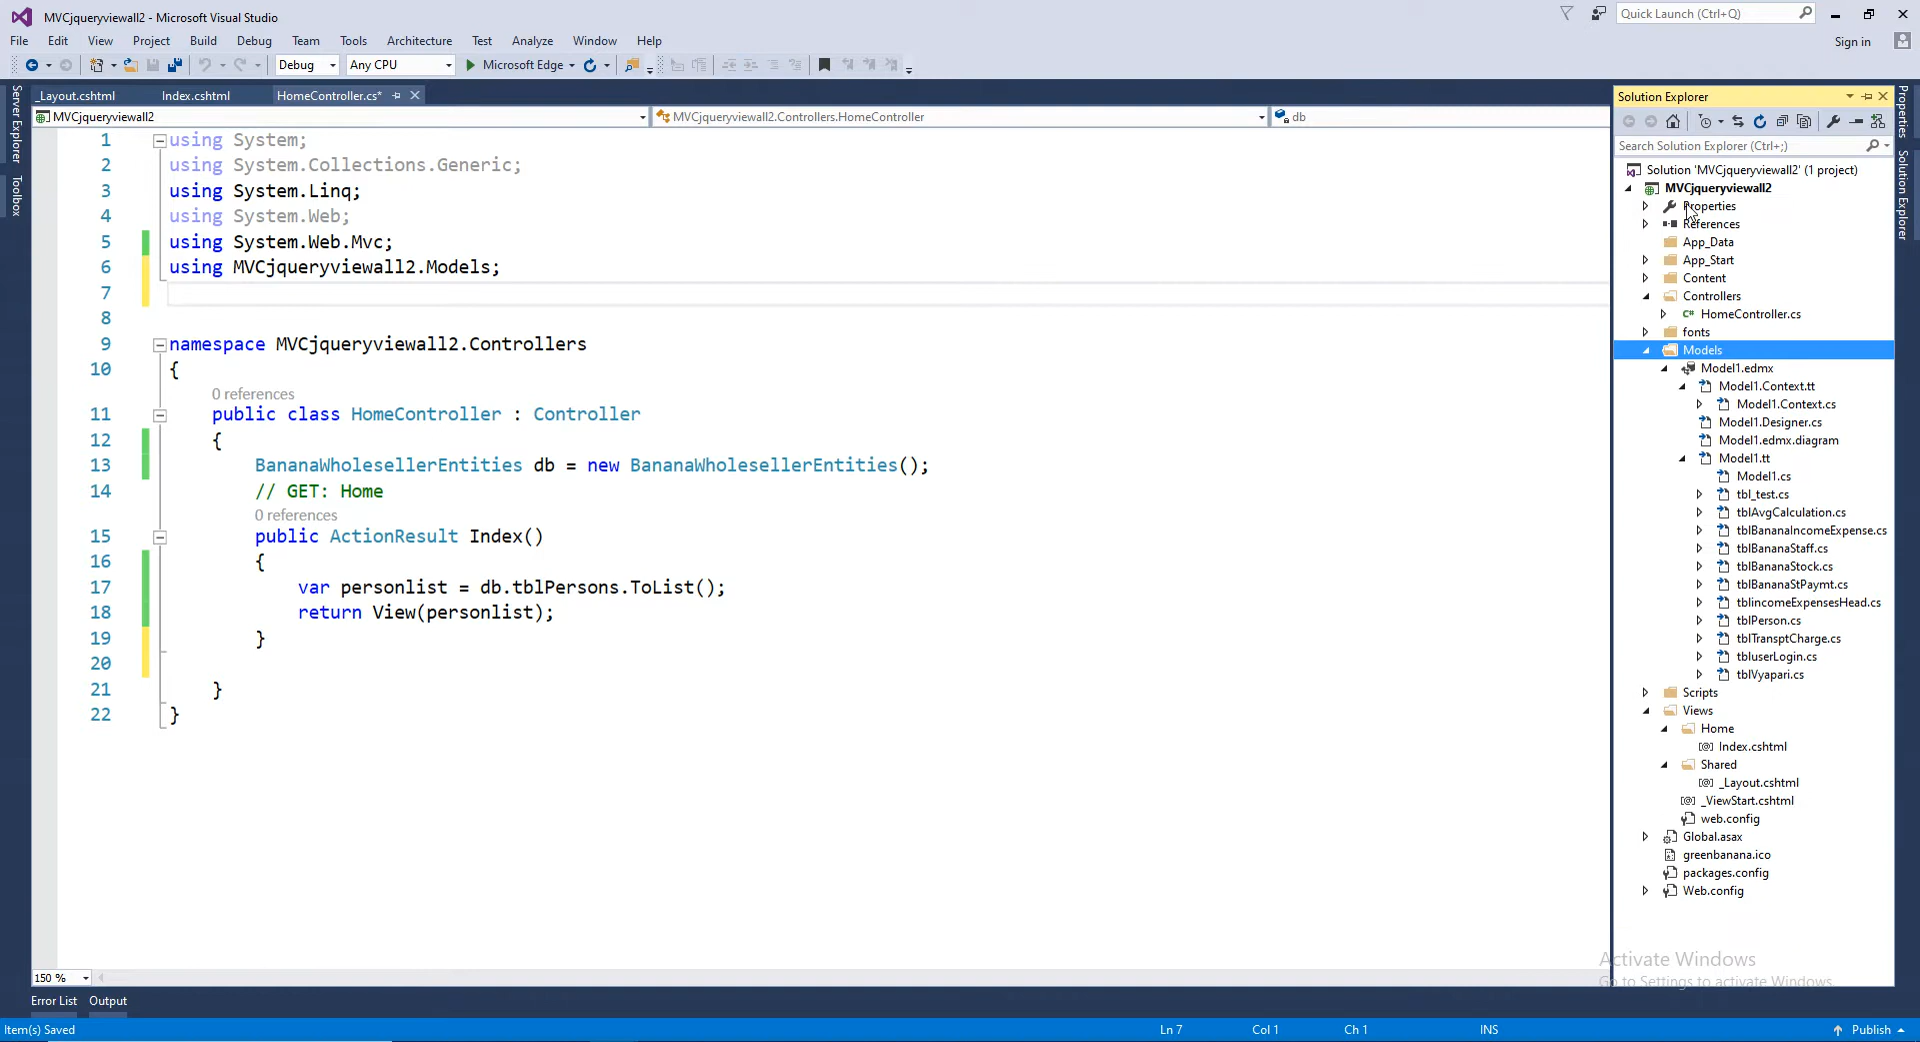 MVCjqueryviewall2 - Microsoft Visual Studio
Quick Launch (Ctrl+Q)
File Edit View Project Build Debug Team Tools Architecture Test Analyze Window Help
Sign in
Debug Any CPU Microsoft Edge
_Layout.cshtml Index.cshtml HomeController.cs*
MVCjqueryviewall2 MVCjqueryviewall2.Controllers.HomeController db
Server Explorer
Toolbox
1 using System;
2 using System.Collections.Generic;
3 using System.Linq;
4 using System.Web;
5 using System.Web.Mvc;
6 using MVCjqueryviewall2.Models;
7
8
9 namespace MVCjqueryviewall2.Controllers
10 {
0 references
11 public class HomeController : Controller
12 {
13 BananaWholesellerEntities db = new BananaWholesellerEntities();
14 // GET: Home
0 references
15 public ActionResult Index()
16 {
17 var personlist = db.tblPersons.ToList();
18 return View(personlist);
19 }
20
21 }
22 }
150 %
Solution Explorer
Search Solution Explorer (Ctrl+;)
Solution 'MVCjqueryviewall2' (1 project)
MVCjqueryviewall2
Properties
References
App_Data
App_Start
Content
Controllers
C# HomeController.cs
fonts
Models
Model1.edmx
Model1.Context.tt
Model1.Context.cs
Model1.Designer.cs
Model1.edmx.diagram
Model1.tt
Model1.cs
tbl_test.cs
tblAvgCalculation.cs
tblBananaIncomeExpense.cs
tblBananaStaff.cs
tblBananaStock.cs
tblBananaStPaymt.cs
tblincomeExpensesHead.cs
tblPerson.cs
tblTransptCharge.cs
tbluserLogin.cs
tblVyapari.cs
Scripts
Views
Home
[@] Index.cshtml
Shared
[@] _Layout.cshtml
[@] _ViewStart.cshtml
web.config
Global.asax
greenbanana.ico
packages.config
Web.config
Properties
Solution Explorer
Activate Windows
Go to Settings to activate Windows.
Error List Output
Item(s) Saved Ln 7 Col 1 Ch 1 INS Publish